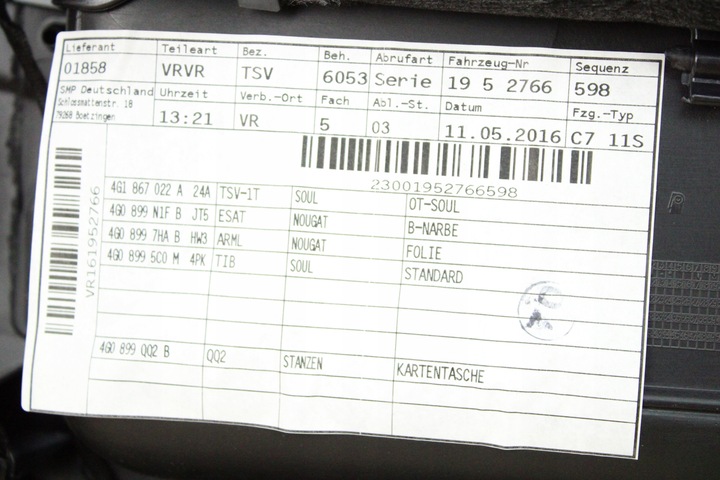 Lieferant Teileart Bez. Beh. Abrufart Fahrzeug-Nr Sequenz
01858 VRVR TSV 6053 Serie 19 5 2766 598
SMP Deutschland
Schlossmattenstr. 18
79268 Boetzingen
Uhrzeit Verb.-Ort Fach Abl.-St. Datum Fzg.-Typ
13:21 VR 5 03 11.05.2016 C7 11S
23001952766598
VR161952766
4G1 867 022 A 24A TSV-1T SOUL OT-SOUL
4G0 899 N1F B JT5 ESAT NOUGAT B-NARBE
4G0 899 7HA B HW3 ARML NOUGAT FOLIE
4G0 899 5C0 M 4PK TIB SOUL STANDARD
4G0 899 QQ2 B QQ2 STANZEN KARTENTASCHE